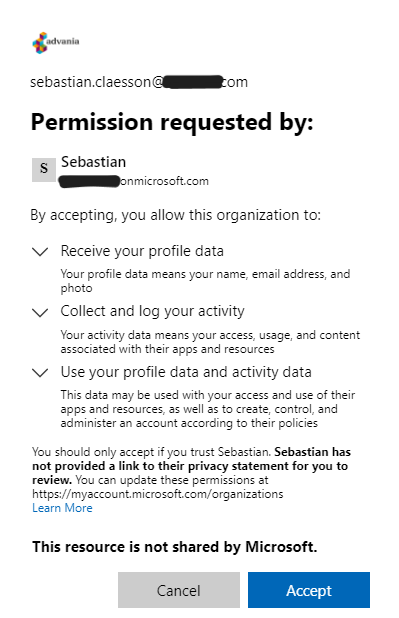 advania
sebastian.claesson@ com
Permission requested by:
S
Sebastian
onmicrosoft.com
By accepting, you allow this organization to:
Receive your profile data
Your profile data means your name, email address, and
photo
Collect and log your activity
Your activity data means your access, usage, and content
associated with their apps and resources
Use your profile data and activity data
This data may be used with your access and use of their
apps and resources, as well as to create, control, and
administer an account according to their policies
You should only accept if you trust Sebastian. Sebastian has
not provided a link to their privacy statement for you to
review. You can update these permissions at
https://myaccount.microsoft.com/organizations
Learn More
This resource is not shared by Microsoft.
Cancel
Accept